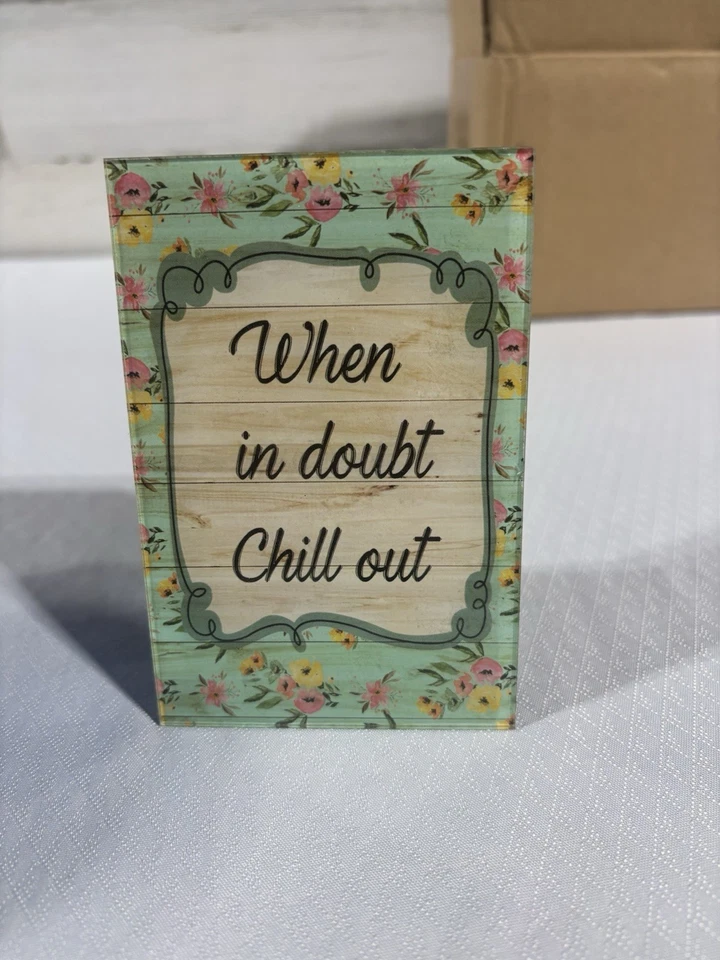 When
in doubt
Chill out